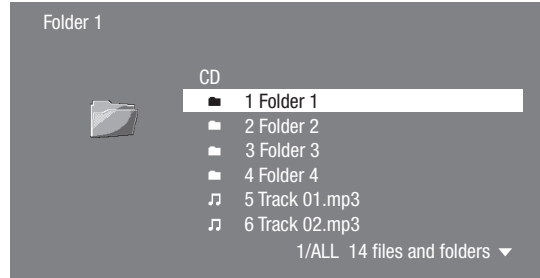 Folder 1
CD
1 Folder 1
2 Folder 2
3 Folder 3
4 Folder 4
5 Track 01.mp3
6 Track 02.mp3
1/ALL 14 files and folders